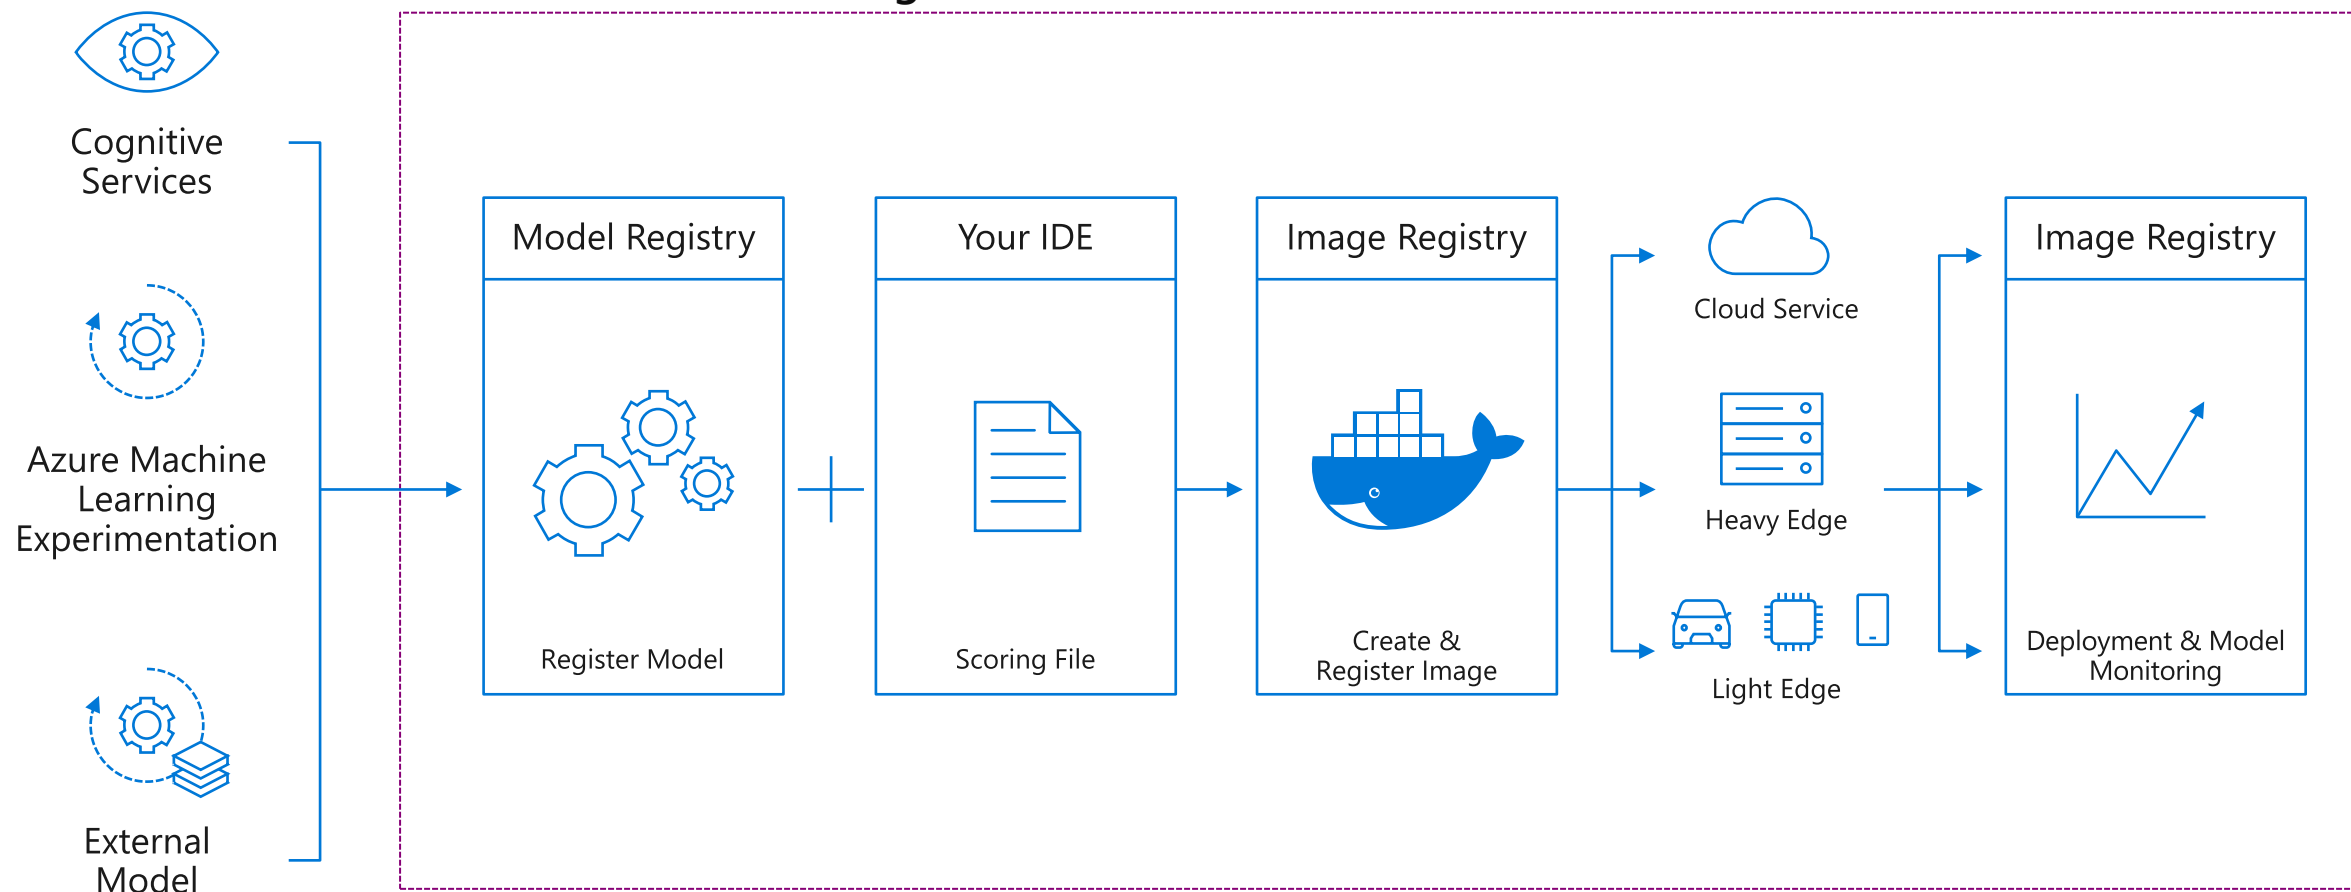 Cognitive
Services
Azure Machine
Learning
Experimentation
External
Model
Model Registry
Register Model
Your IDE
Scoring File
Image Registry
Create &
Register Image
Cloud Service
Heavy Edge
Light Edge
Image Registry
Deployment & Model
Monitoring